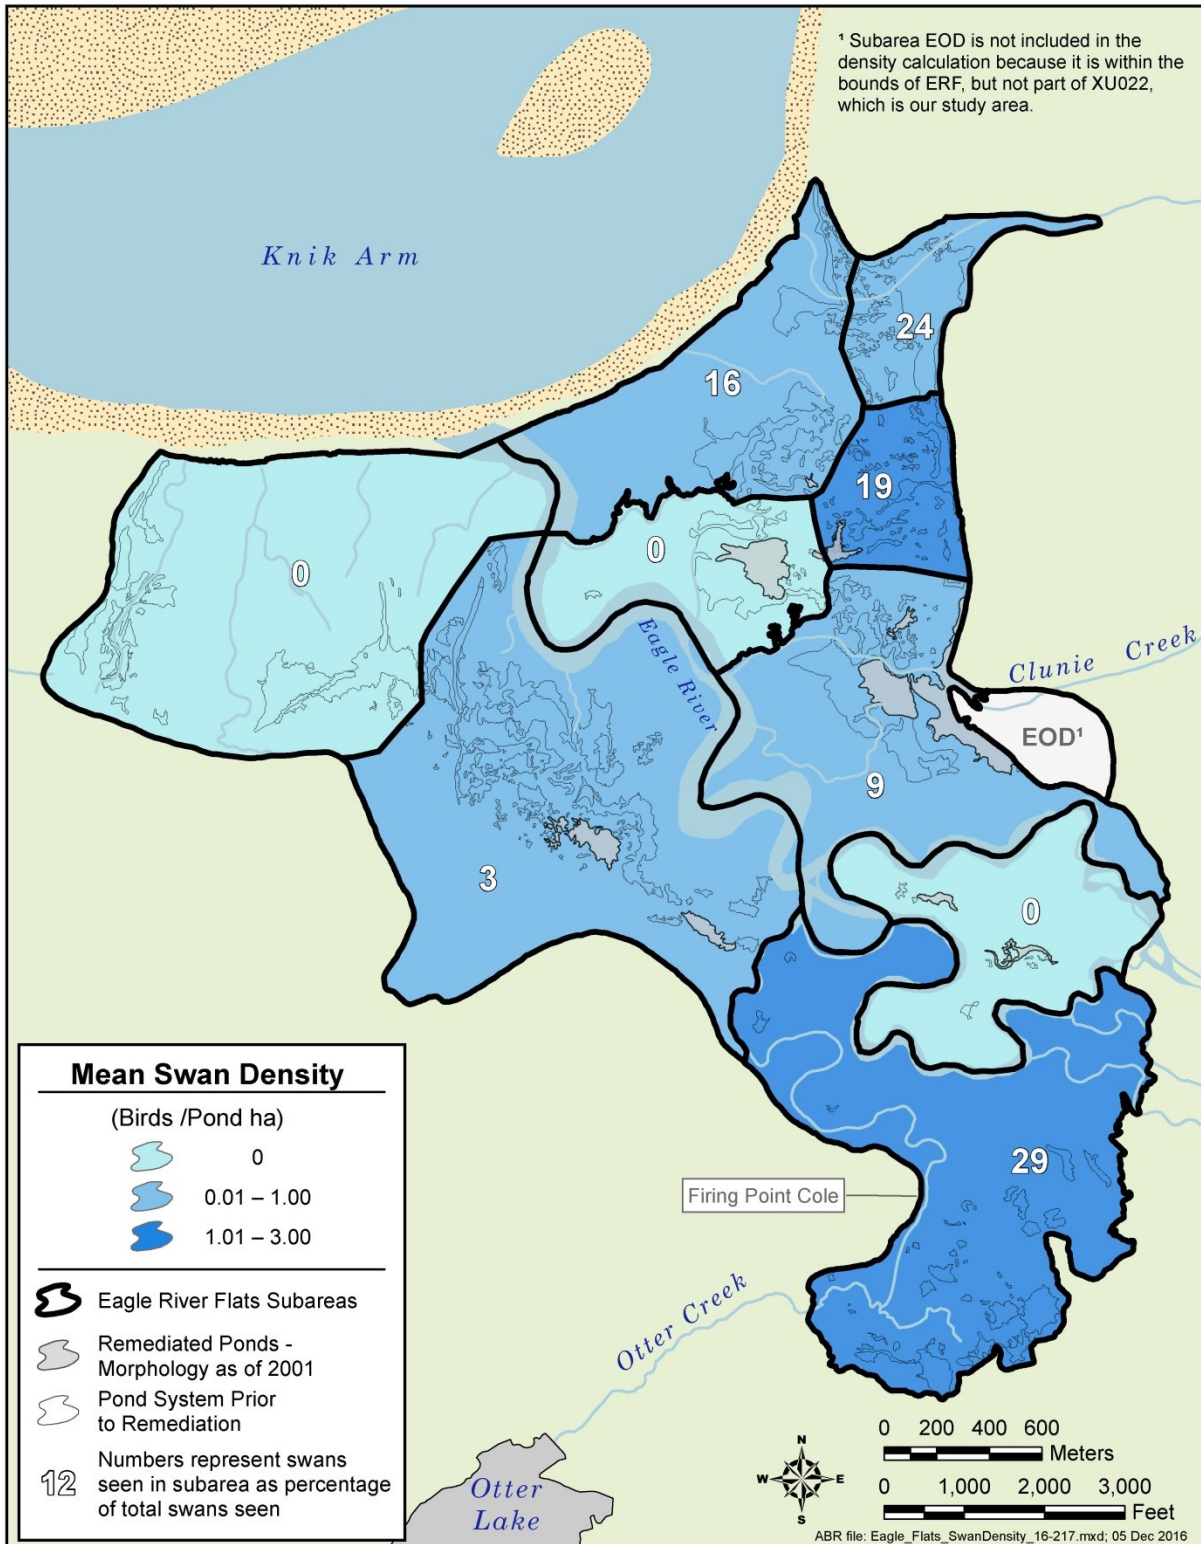 ¹ Subarea EOD is not included in the
density calculation because it is within the
bounds of ERF, but not part of XU022,
which is our study area.
Knik Arm
24
16
19
0
0
Eagle River
Clunie Creek
EOD¹
9
3
0
29
Firing Point Cole
Otter Creek
Otter
Lake
Mean Swan Density
(Birds /Pond ha)
0
0.01 – 1.00
1.01 – 3.00
Eagle River Flats Subareas
Remediated Ponds -
Morphology as of 2001
Pond System Prior
to Remediation
12
Numbers represent swans
seen in subarea as percentage
of total swans seen
N
W E
S
0 200 400 600
Meters
0 1,000 2,000 3,000
Feet
ABR file: Eagle_Flats_SwanDensity_16-217.mxd; 05 Dec 2016